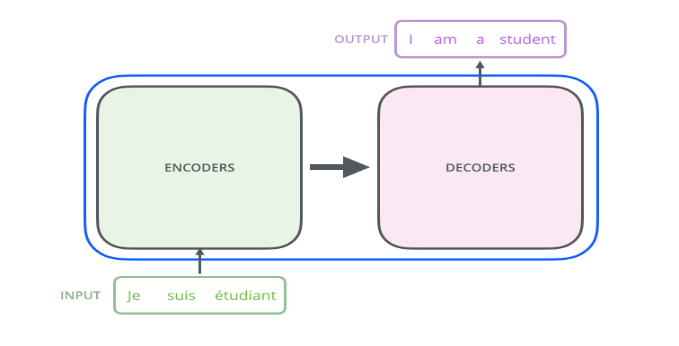 OUTPUT I am a student
ENCODERS DECODERS
INPUT Je suis étudiant